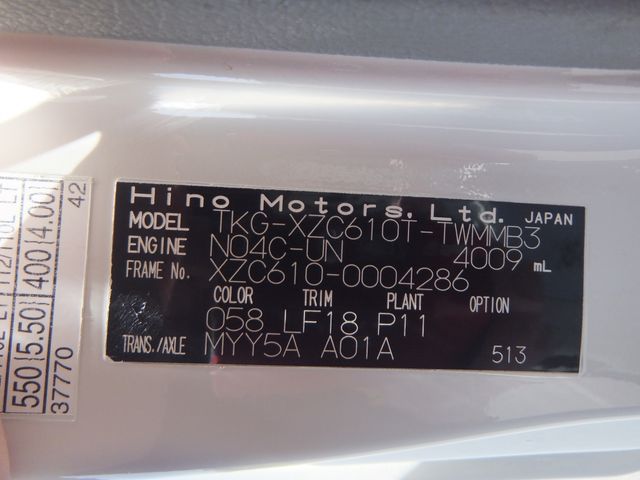 Hino Motors, Ltd. JAPAN
MODEL TKG-XZC610T-TWMMB3
ENGINE N04C-UN 4009 mL
FRAME No. XZC610-0004286
COLOR TRIM PLANT OPTION
058 LF18 P11
TRANS./AXLE MYY5A A01A 513
550(5.50)
400(4.00)
37770 42